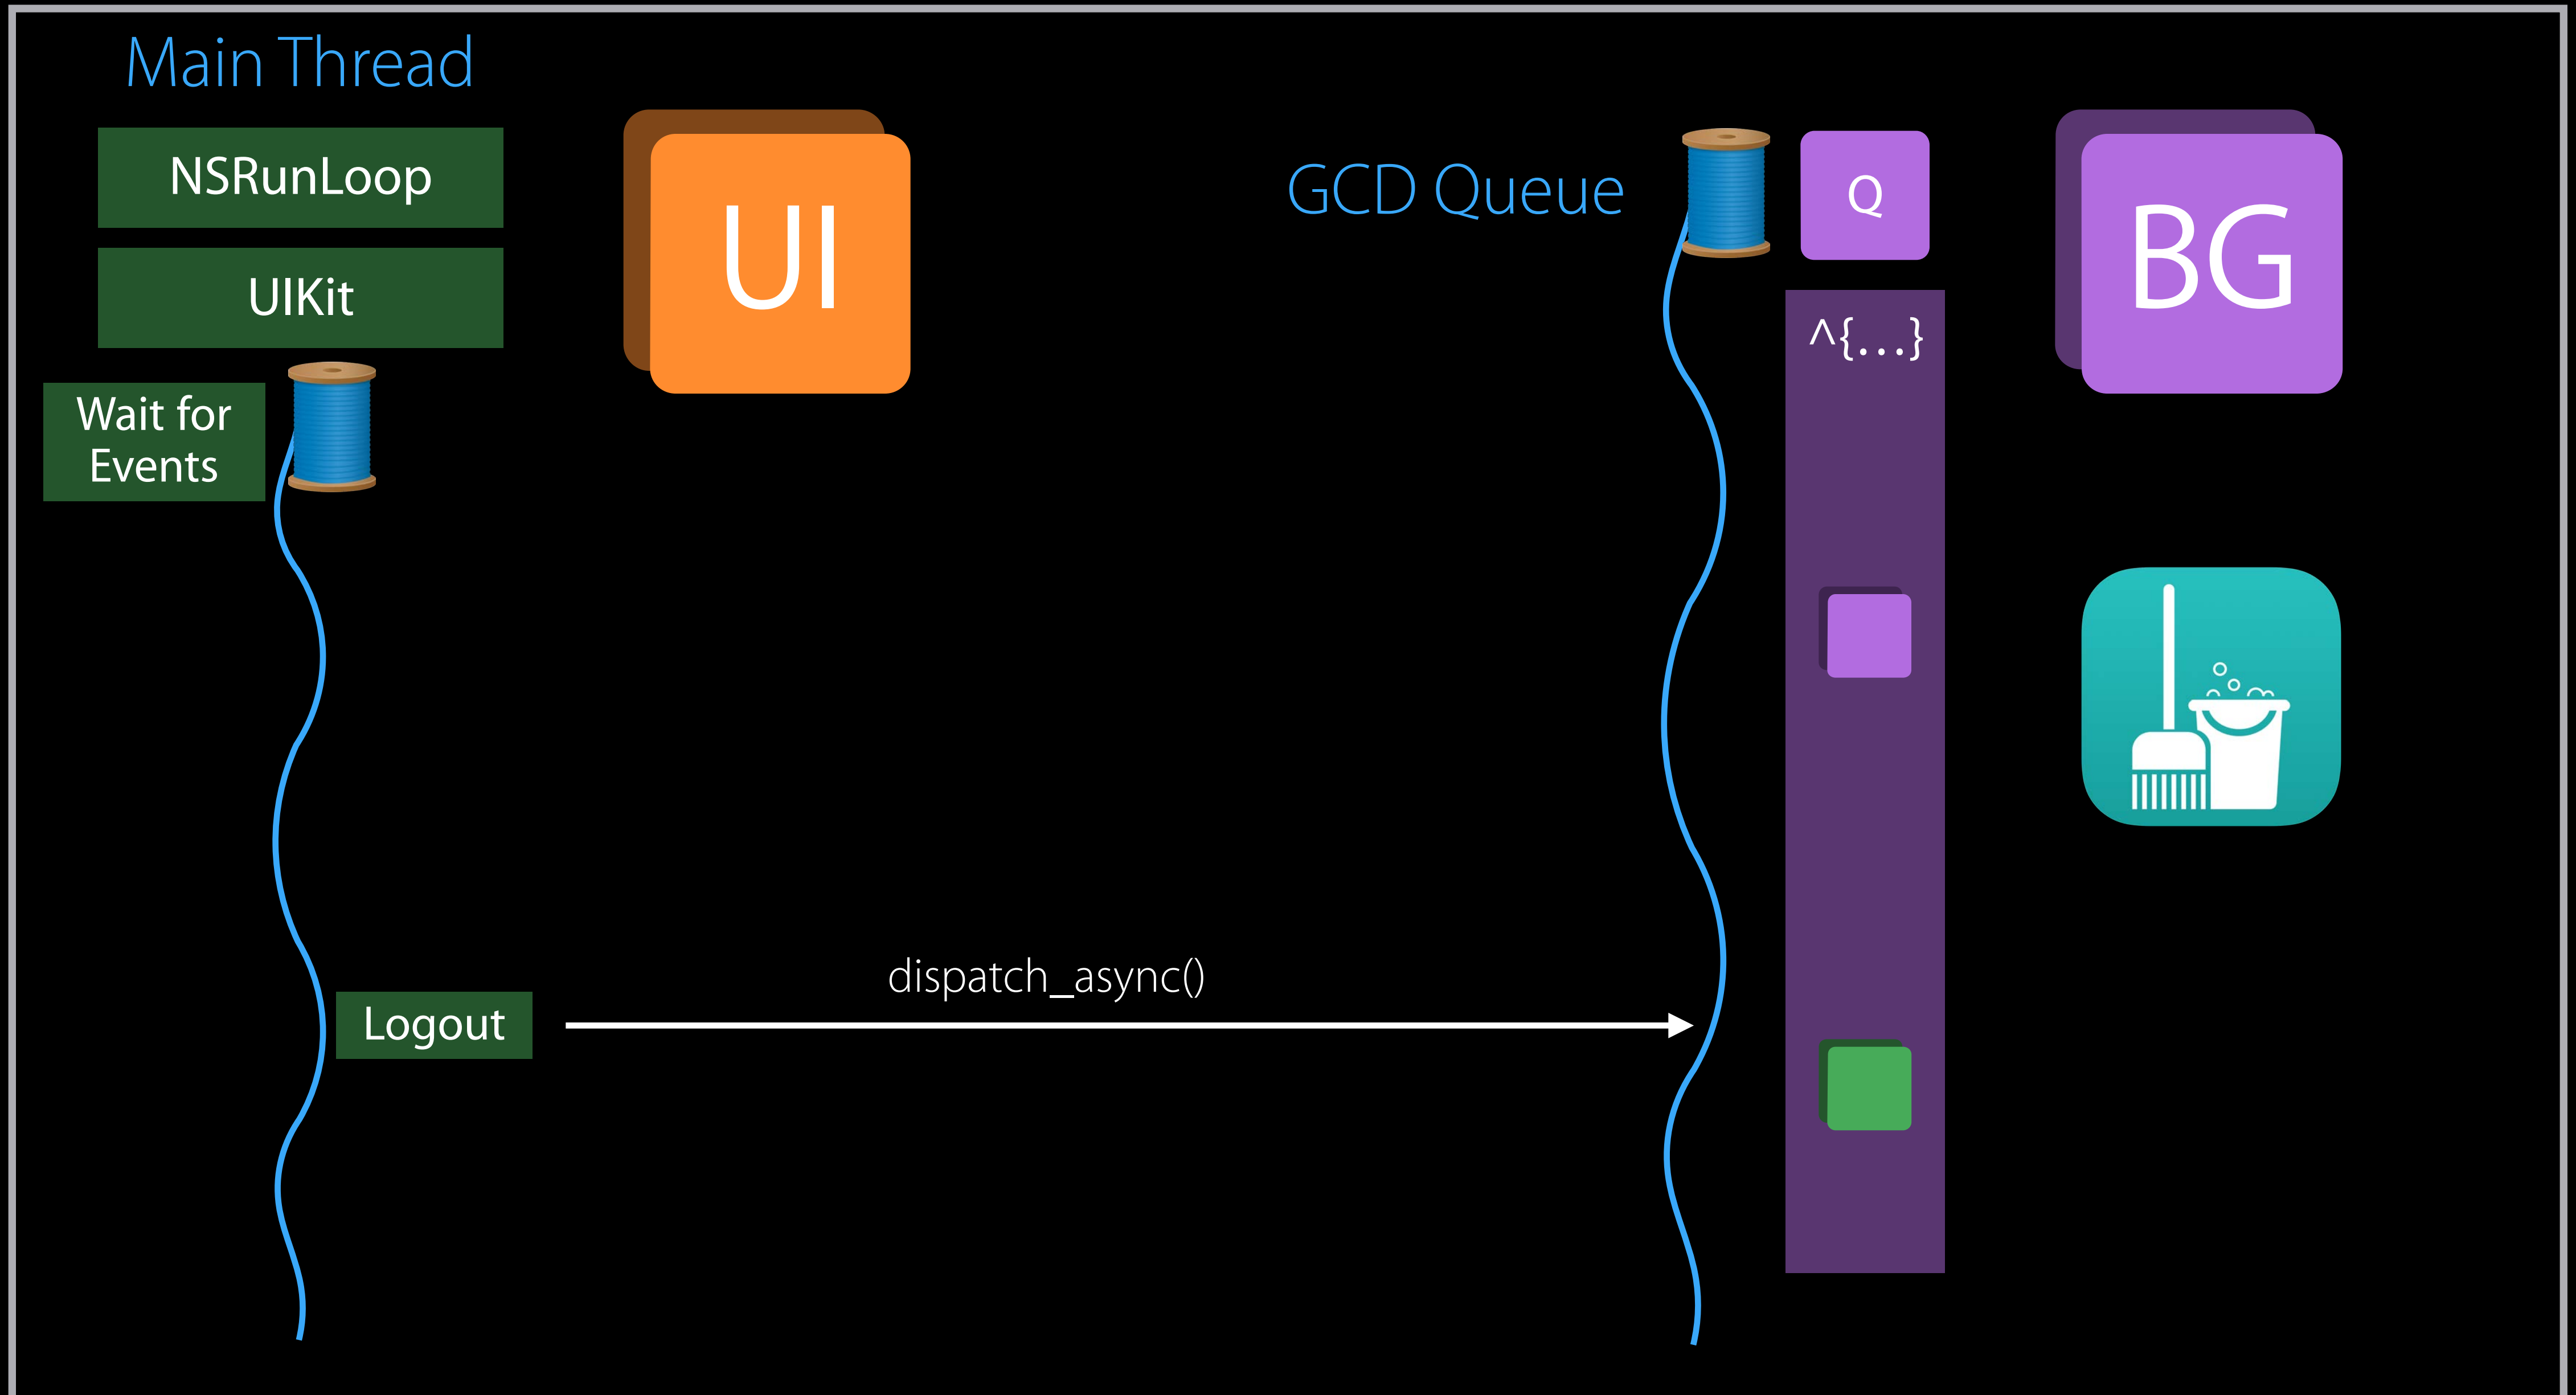 Main Thread
NSRunLoop
UIKit
Wait for
Events
UI
GCD Queue
Q
^{...}
BG
dispatch_async()
Logout